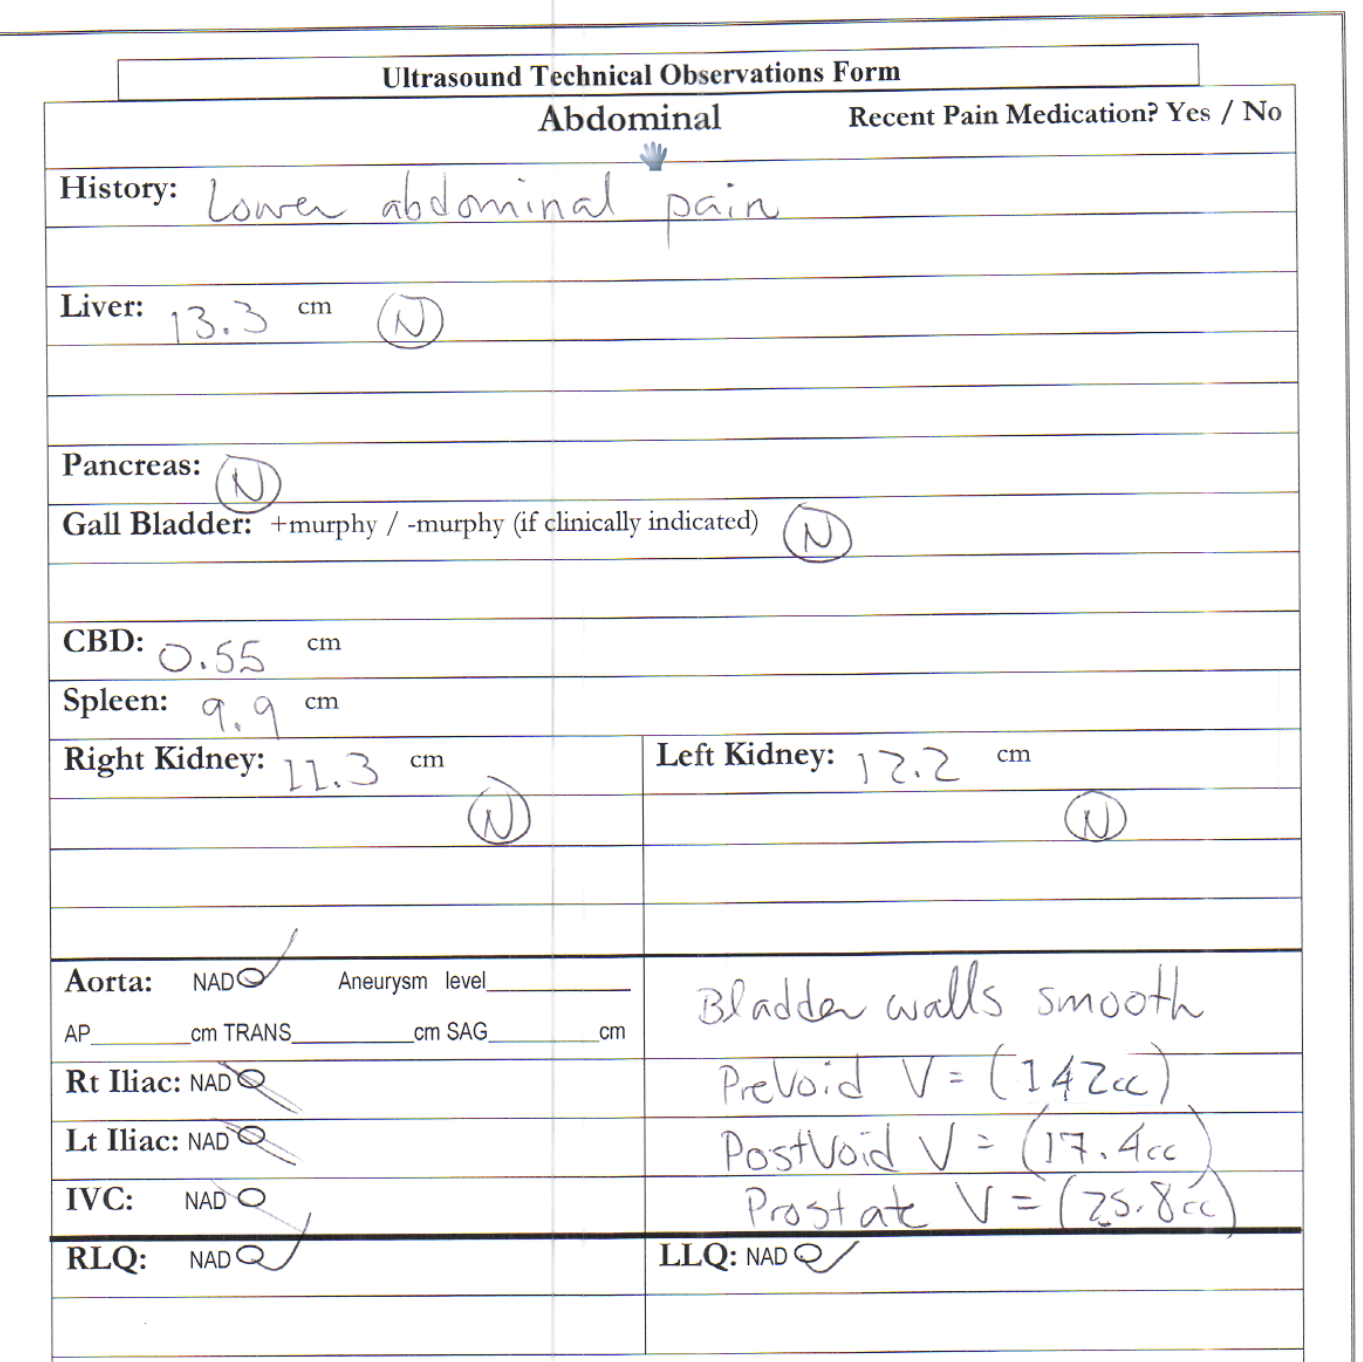 Ultrasound Technical Observations Form
Abdominal Recent Pain Medication? Yes / No
History: Lower abdominal pain
Liver: 13.3 cm N
Pancreas: N
Gall Bladder: +murphy / -murphy (if clinically indicated) N
CBD: 0.55 cm
Spleen: 9.9 cm
Right Kidney: 11.3 cm Left Kidney: 12.2 cm
N N
Aorta: NAD Aneurysm level Bladder walls smooth
AP cm TRANS cm SAG cm
Rt Iliac: NAD PreVoid V = (142cc)
Lt Iliac: NAD PostVoid V = (17.4cc)
IVC: NAD Prostate V = (25.8cc)
RLQ: NAD LLQ: NAD